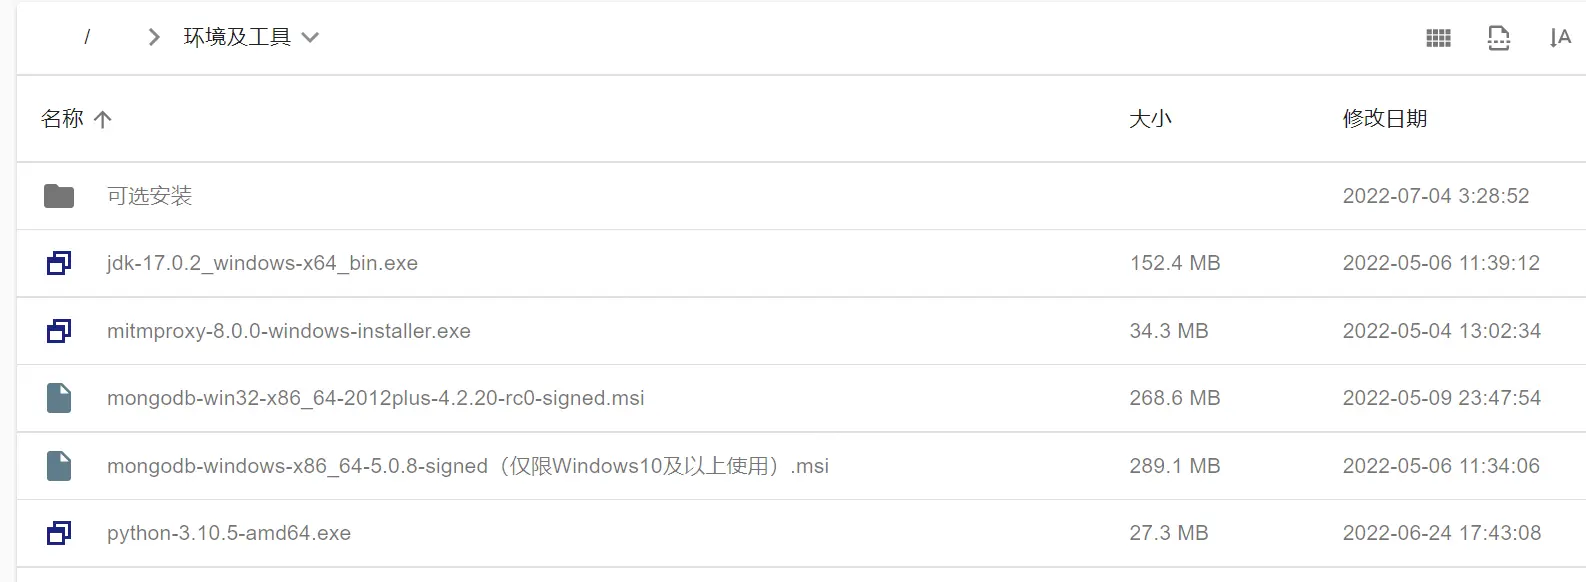 / 环境及工具
名称 大小 修改日期
可选安装 2022-07-04 3:28:52
jdk-17.0.2_windows-x64_bin.exe 152.4 MB 2022-05-06 11:39:12
mitmproxy-8.0.0-windows-installer.exe 34.3 MB 2022-05-04 13:02:34
mongodb-win32-x86_64-2012plus-4.2.20-rc0-signed.msi 268.6 MB 2022-05-09 23:47:54
mongodb-windows-x86_64-5.0.8-signed（仅限Windows10及以上使用）.msi 289.1 MB 2022-05-06 11:34:06
python-3.10.5-amd64.exe 27.3 MB 2022-06-24 17:43:08